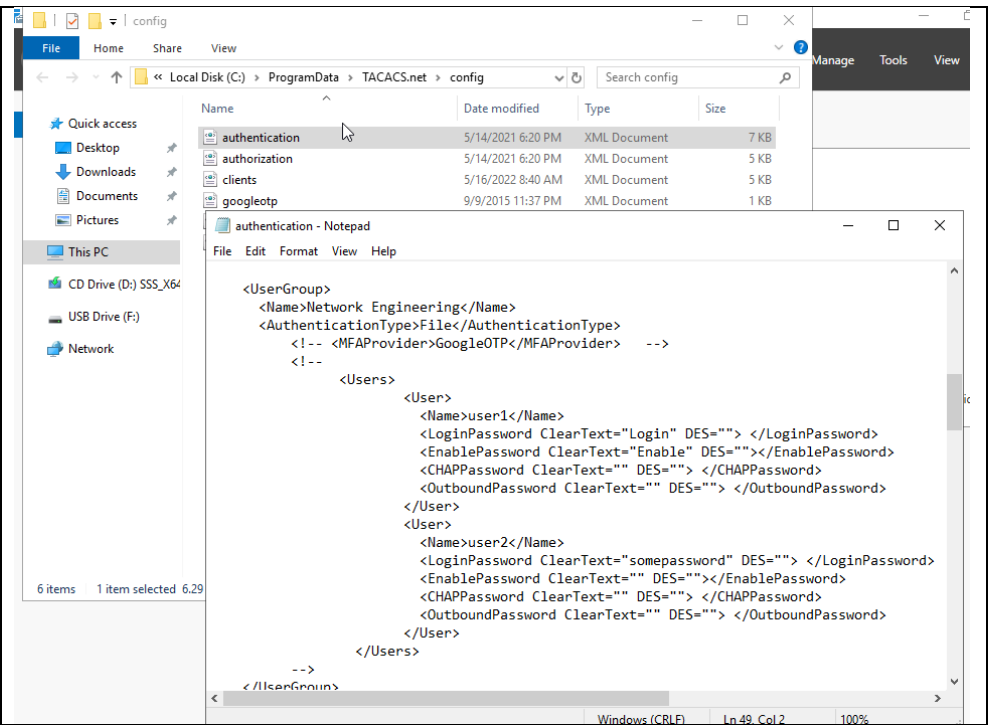 config
File Home Share View
Manage Tools View
« Local Disk (C:) > ProgramData > TACACS.net > config
Search config
Name Date modified Type Size
Quick access
Desktop
Downloads
Documents
Pictures
This PC
CD Drive (D:) SSS_X64
USB Drive (F:)
Network
authentication 5/14/2021 6:20 PM XML Document 7 KB
authorization 5/14/2021 6:20 PM XML Document 5 KB
clients 5/16/2022 8:40 AM XML Document 5 KB
googleotp 9/9/2015 11:37 PM XML Document 1 KB
6 items 1 item selected 6.29
authentication - Notepad
File Edit Format View Help
<UserGroup>
<Name>Network Engineering</Name>
<AuthenticationType>File</AuthenticationType>
<!-- <MFAProvider>GoogleOTP</MFAProvider> -->
<!--
<Users>
<User>
<Name>user1</Name>
<LoginPassword ClearText="Login" DES=""> </LoginPassword>
<EnablePassword ClearText="Enable" DES=""></EnablePassword>
<CHAPPassword ClearText="" DES=""> </CHAPPassword>
<OutboundPassword ClearText="" DES=""> </OutboundPassword>
</User>
<User>
<Name>user2</Name>
<LoginPassword ClearText="somepassword" DES=""> </LoginPassword>
<EnablePassword ClearText="" DES=""></EnablePassword>
<CHAPPassword ClearText="" DES=""> </CHAPPassword>
<OutboundPassword ClearText="" DES=""> </OutboundPassword>
</User>
</Users>
-->
</UserGroup>
Windows (CRLF) Ln 49, Col 2 100%